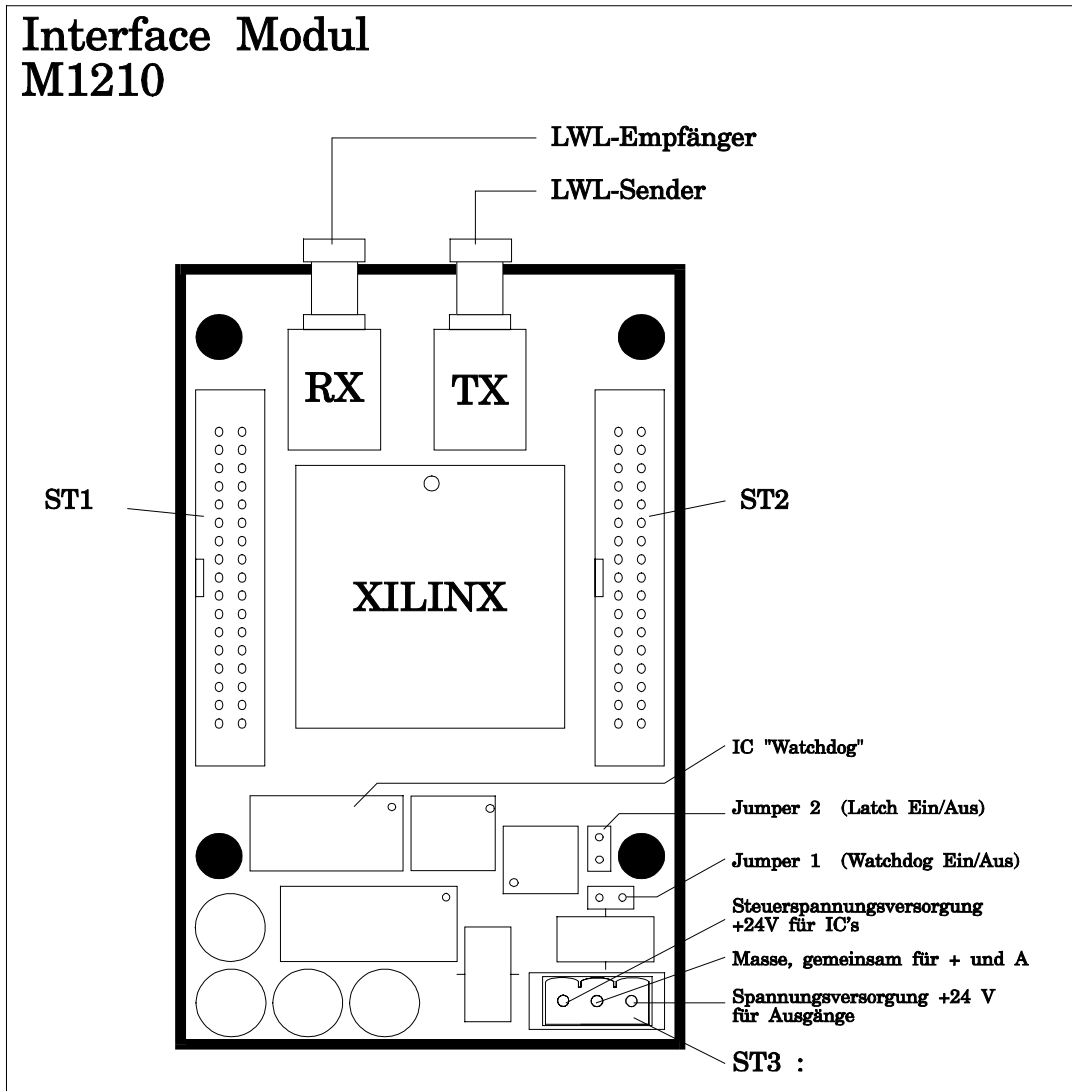 Interface Modul
M1210
LWL-Empfänger
LWL-Sender
RX
TX
ST1
ST2
XILINX
IC "Watchdog"
Jumper 2 (Latch Ein/Aus)
Jumper 1 (Watchdog Ein/Aus)
Steuerspannungsversorgung
+24V für IC's
Masse, gemeinsam für + und A
Spannungsversorgung +24 V
für Ausgänge
ST3 :